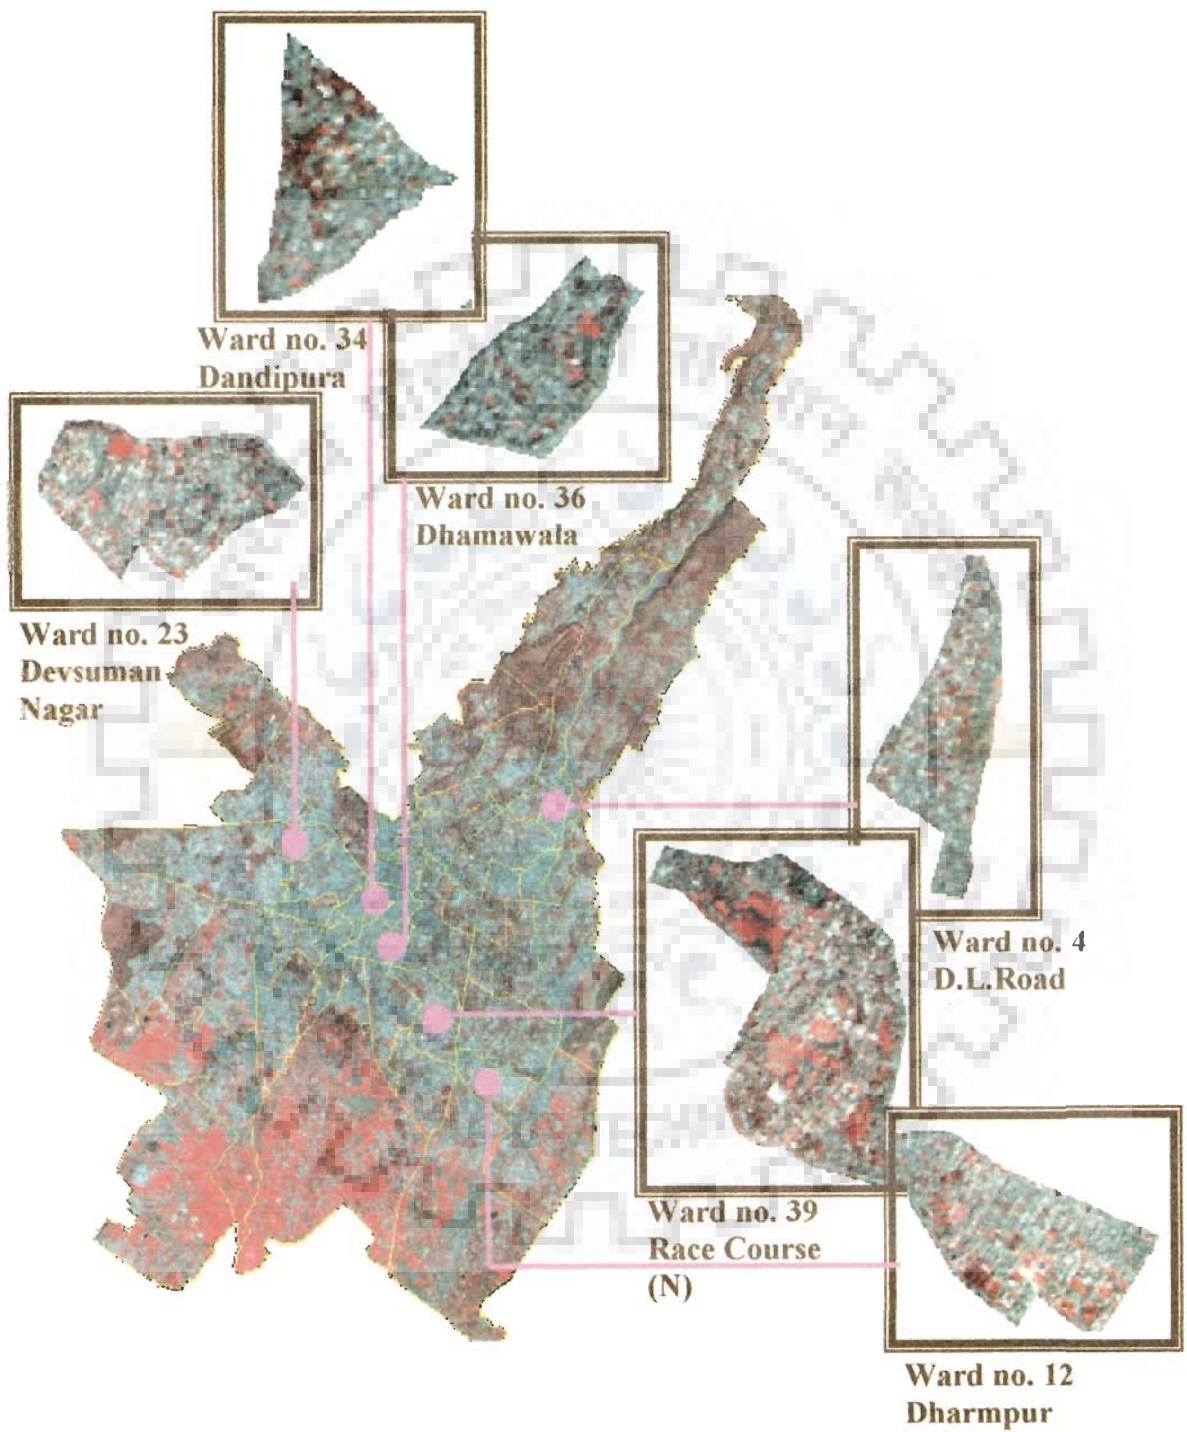 Ward no. 34
Dandipura
Ward no. 36
Dhamawala
Ward no. 23
Devsuman
Nagar
Ward no. 4
D.L.Road
Ward no. 39
Race Course
(N)
Ward no. 12
Dharmpur